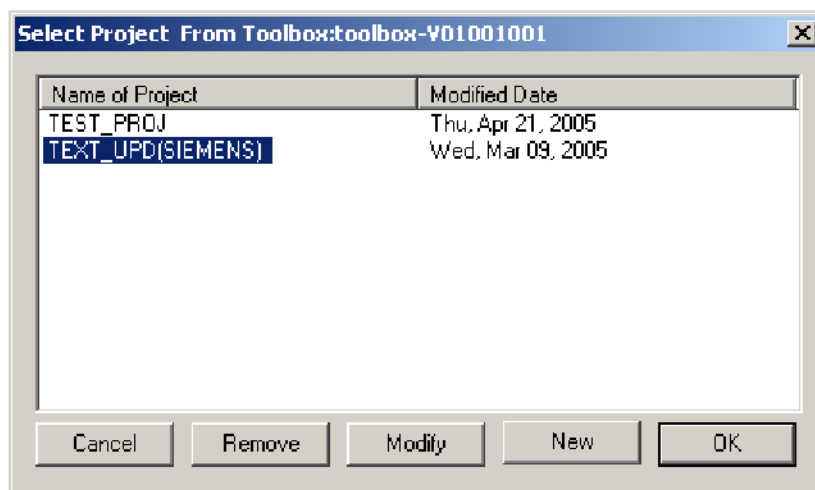 Select Project From Toolbox:toolbox-V01001001
Name of Project Modified Date
TEST_PROJ Thu, Apr 21, 2005
TEXT_UPD(SIEMENS) Wed, Mar 09, 2005
Cancel Remove Modify New OK